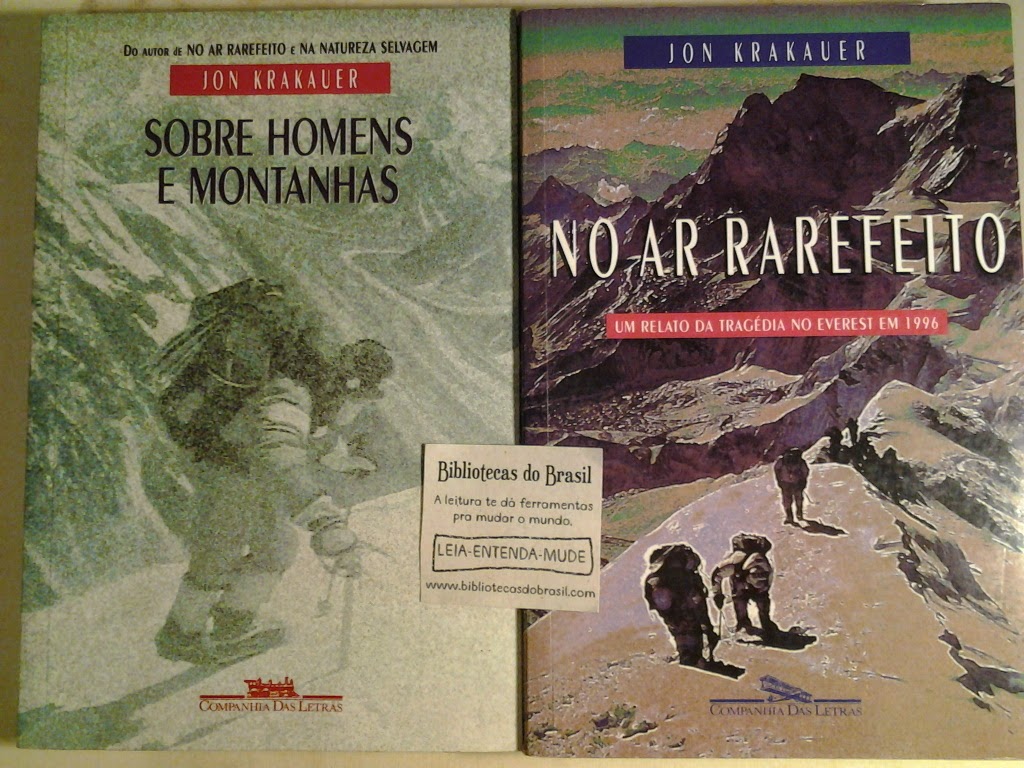 Do autor de NO AR RAREFEITO e NA NATUREZA SELVAGEM
JON KRAKAUER
SOBRE HOMENS
E MONTANHAS
COMPANHIA DAS LETRAS
JON KRAKAUER
NO AR RAREFEITO
UM RELATO DA TRAGÉDIA NO EVEREST EM 1996
COMPANHIA DAS LETRAS
Bibliotecas do Brasil
A leitura te dá ferramentas
pra mudar o mundo.
LEIA-ENTENDA-MUDE
www.bibliotecasdobrasil.com